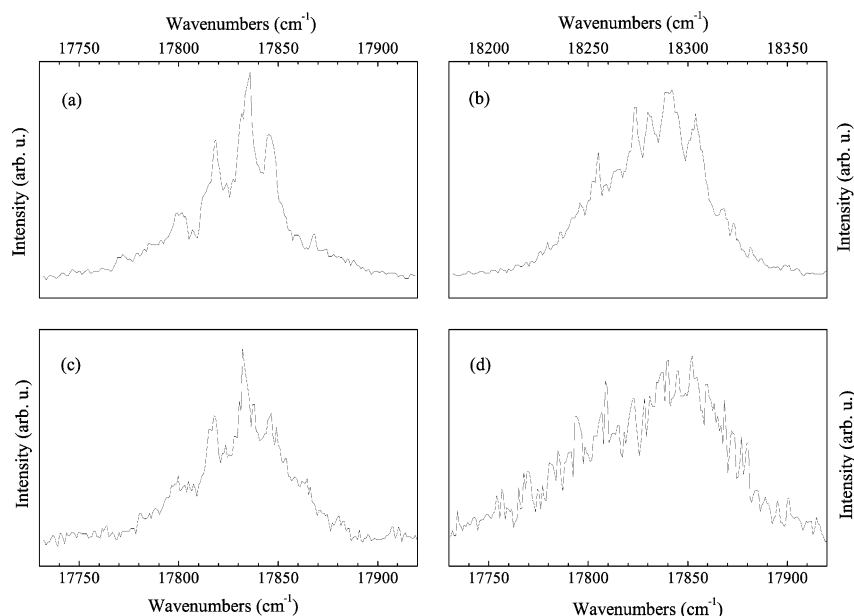 Wavenumbers (cm⁻¹) Wavenumbers (cm⁻¹)
17750 17800 17850 17900 18200 18250 18300 18350
(a) (b)
Intensity (arb. u.) Intensity (arb. u.)
(c) (d)
Intensity (arb. u.) Intensity (arb. u.)
17750 17800 17850 17900 17750 17800 17850 17900
Wavenumbers (cm⁻¹) Wavenumbers (cm⁻¹)